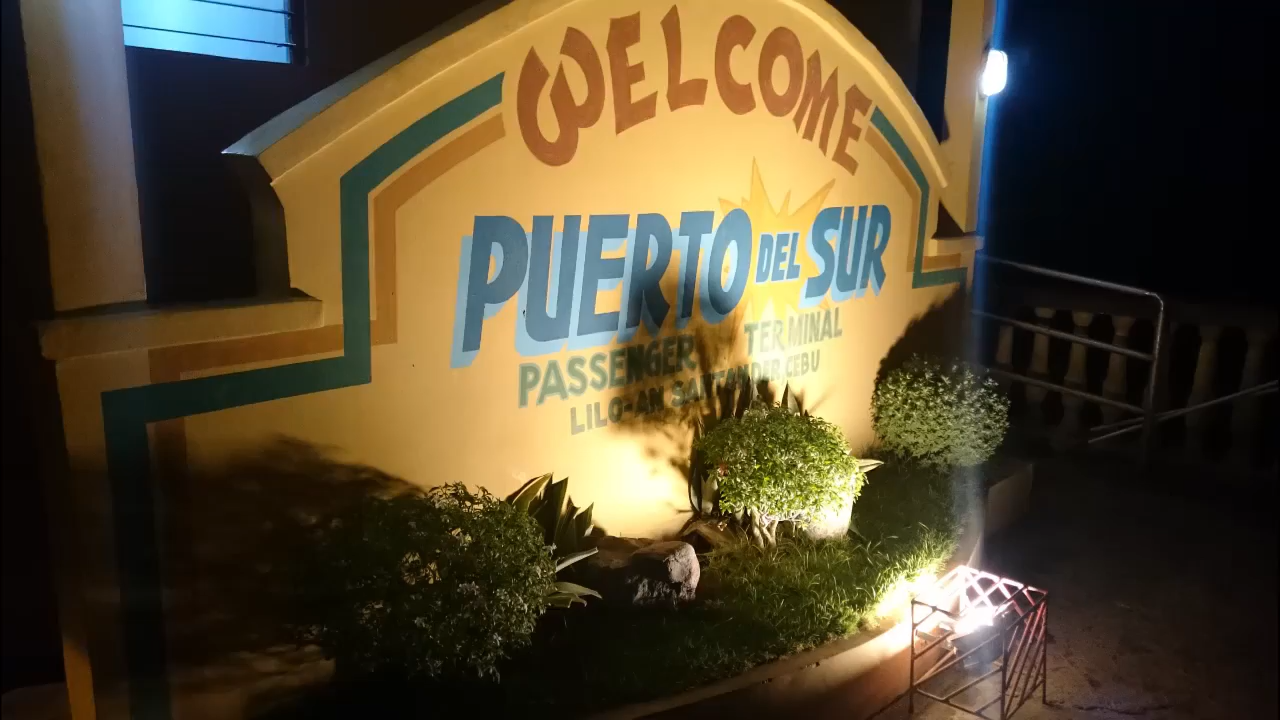 WELCOME
PUERTO DEL SUR
PASSENGER TERMINAL
LILO-AN SANTANDER, CEBU